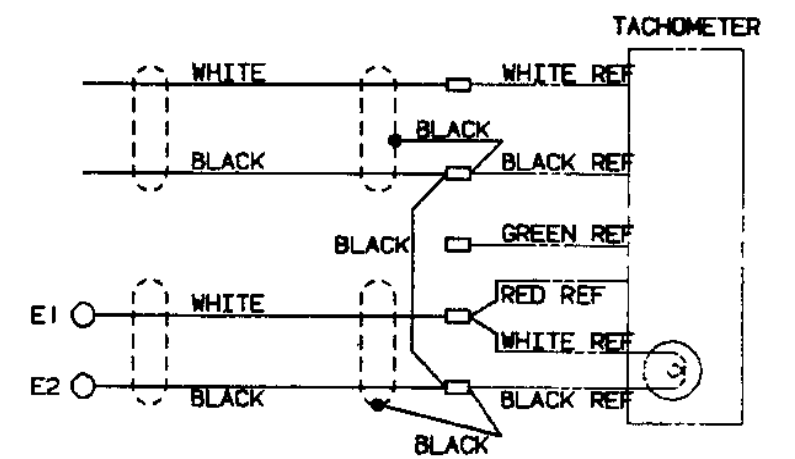 TACHOMETER
WHITE
WHITE REF
BLACK
BLACK
BLACK REF
GREEN REF
BLACK
RED REF
E1
WHITE
WHITE REF
E2
BLACK
BLACK REF
BLACK